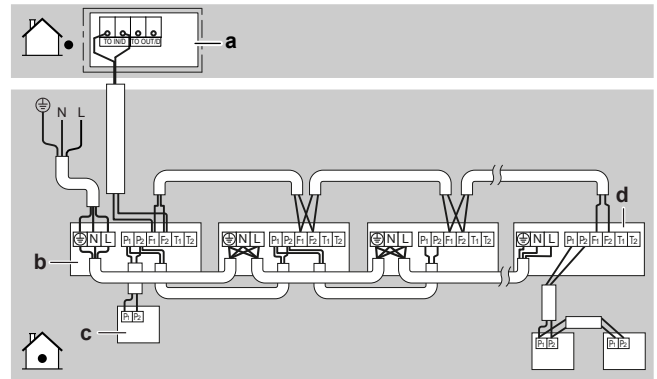 TO IN/D TO OUT/D
a
N L
d
N L P1 P2 F1 F2 T1 T2
N L P1 P2 F1 F2 T1 T2
N L P1 P2 F1 F2 T1 T2
N L P1 P2 F1 F2 T1 T2
b
P1 P2
c
P1 P2
P1 P2